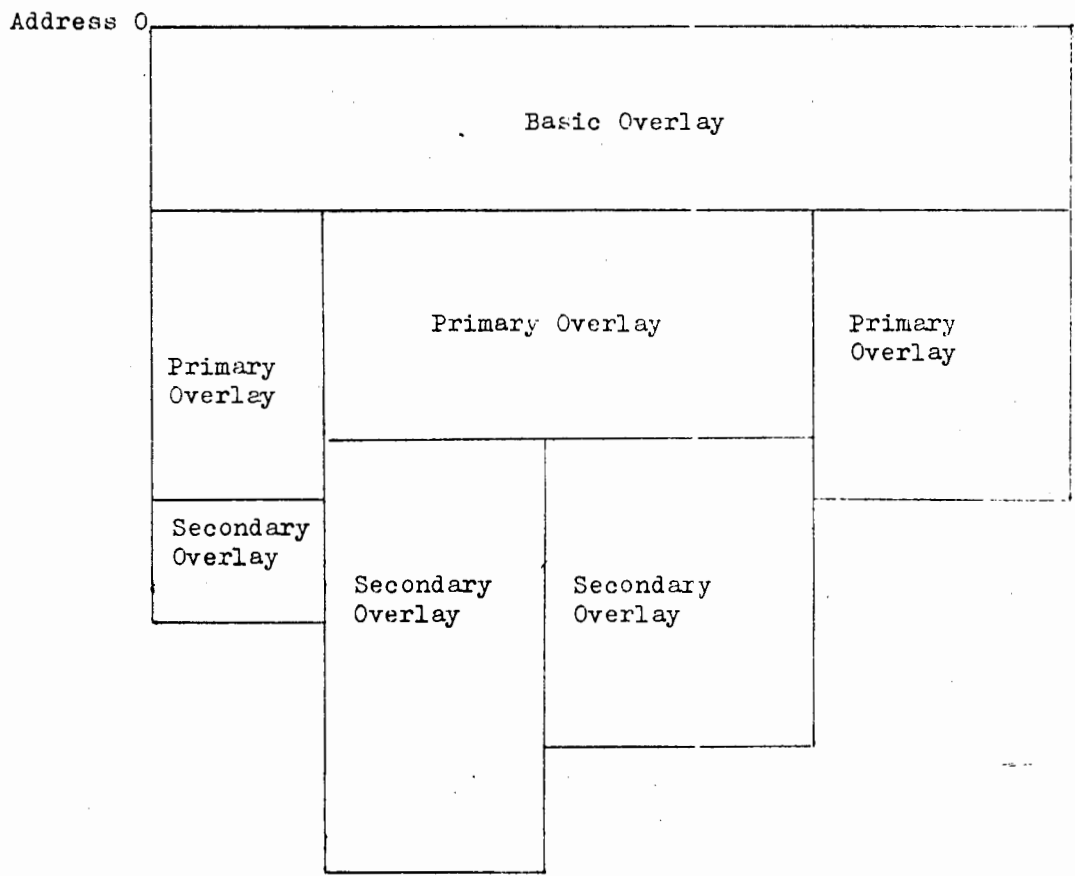 Address 0
Basic Overlay
Primary Overlay
Primary
Overlay
Primary
Overlay
Secondary
Overlay
Secondary
Overlay
Secondary
Overlay